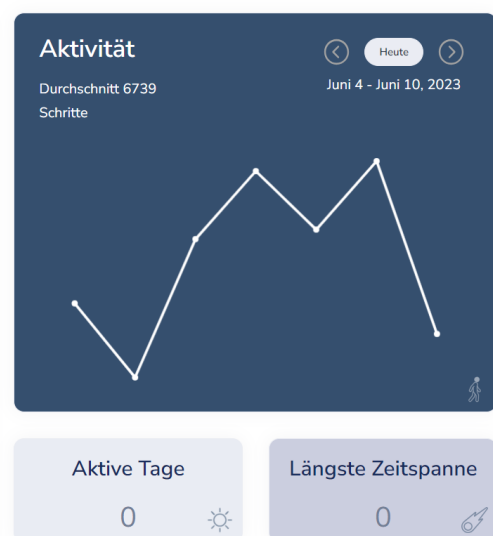 Aktivität
Heute
Durchschnitt 6739
Schritte
Juni 4 - Juni 10, 2023
Aktive Tage
0
Längste Zeitspanne
0